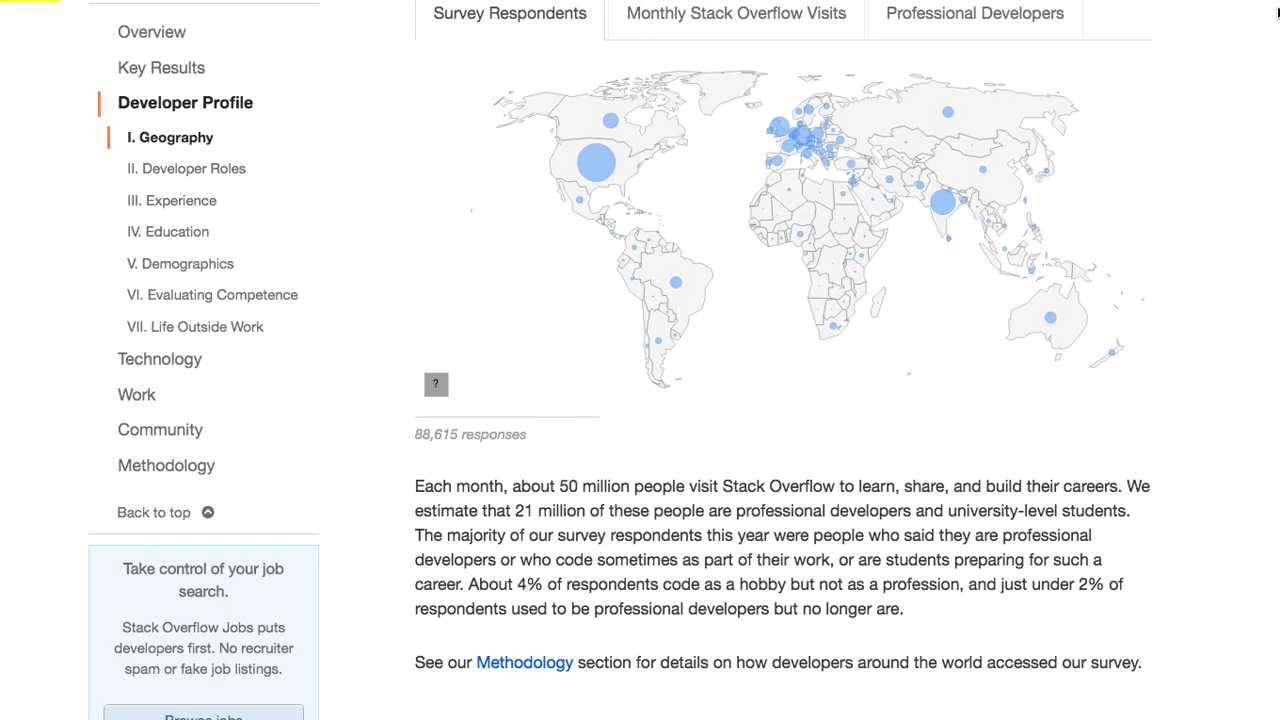 Survey Respondents
Monthly Stack Overflow Visits
Professional Developers
Overview
Key Results
Developer Profile
I. Geography
II. Developer Roles
III. Experience
IV. Education
V. Demographics
VI. Evaluating Competence
VII. Life Outside Work
Technology
Work
Community
Methodology
Back to top
Take control of your job
search.
Stack Overflow Jobs puts
developers first. No recruiter
spam or fake job listings.
Browse jobs
?
88,615 responses
Each month, about 50 million people visit Stack Overflow to learn, share, and build their careers. We
estimate that 21 million of these people are professional developers and university-level students.
The majority of our survey respondents this year were people who said they are professional
developers or who code sometimes as part of their work, or are students preparing for such a
career. About 4% of respondents code as a hobby but not as a profession, and just under 2% of
respondents used to be professional developers but no longer are.
See our Methodology section for details on how developers around the world accessed our survey.